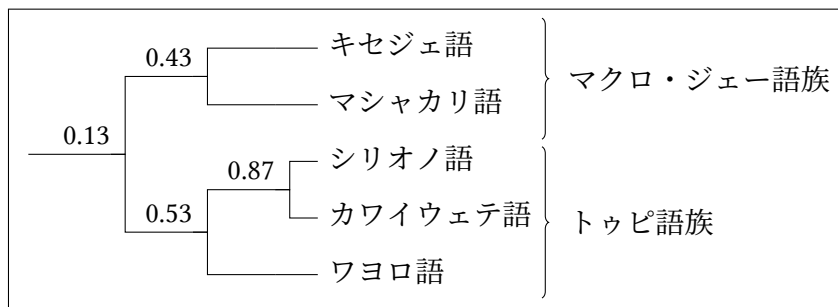 0.43
キセジェ語
マシャカリ語
マクロ・ジェー語族
0.13
0.87
シリオノ語
0.53
カワイウェテ語
トゥピ語族
ワヨロ語